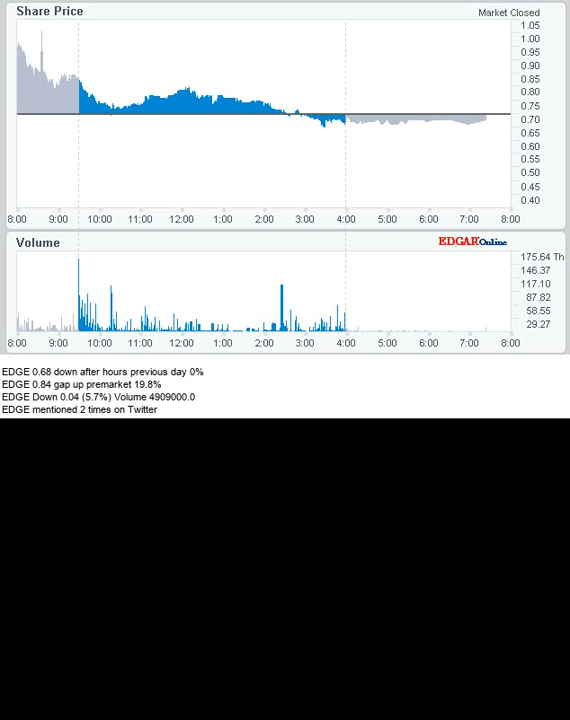 Share Price
Market Closed
1.05
1.00
0.95
0.90
0.85
0.80
0.75
0.70
0.65
0.60
0.55
0.50
0.45
0.40
8:00 9:00 10:00 11:00 12:00 1:00 2:00 3:00 4:00 5:00 6:00 7:00 8:00
Volume
EDGAROnline
175.64 Th
146.37
117.10
87.82
58.55
29.27
8:00 9:00 10:00 11:00 12:00 1:00 2:00 3:00 4:00 5:00 6:00 7:00 8:00
EDGE 0.68 down after hours previous day 0%
EDGE 0.84 gap up premarket 19.8%
EDGE Down 0.04 (5.7%) Volume 4909000.0
EDGE mentioned 2 times on Twitter